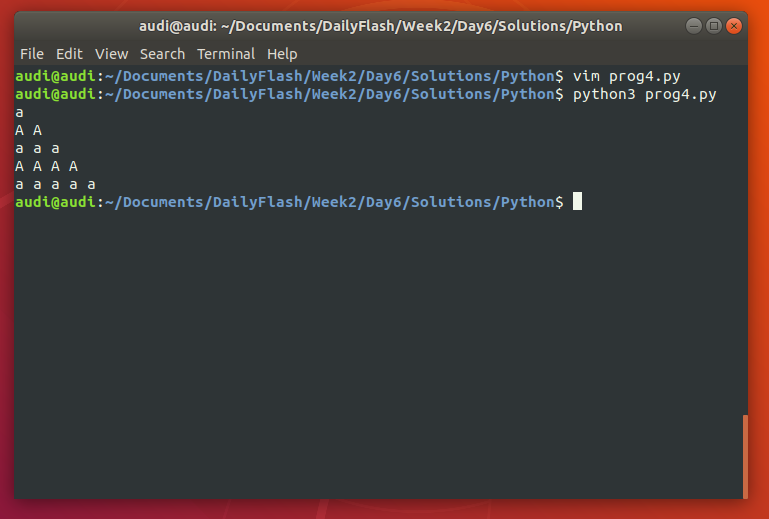 audi@audi: ~/Documents/DailyFlash/Week2/Day6/Solutions/Python
File Edit View Search Terminal Help
audi@audi:~/Documents/DailyFlash/Week2/Day6/Solutions/Python$ vim prog4.py
audi@audi:~/Documents/DailyFlash/Week2/Day6/Solutions/Python$ python3 prog4.py
a
A A
a a a
A A A A
a a a a a
audi@audi:~/Documents/DailyFlash/Week2/Day6/Solutions/Python$